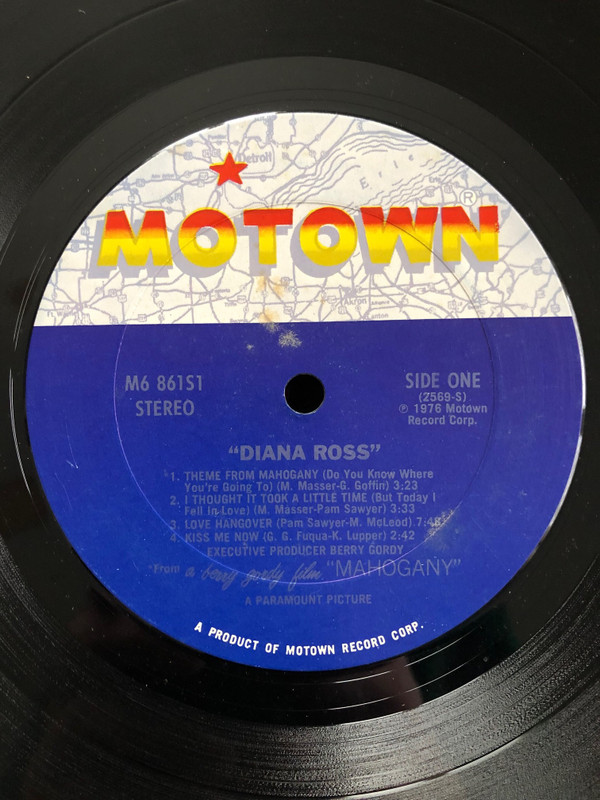 Detroit
Erie
MOTOWN®
Akron
Canton
M6 861S1
STEREO
SIDE ONE
(Z569-S)
℗ 1976 Motown
Record Corp.
"DIANA ROSS"
1. THEME FROM MAHOGANY (Do You Know Where
You're Going To) (M. Masser-G. Goffin) 3:23
2. I THOUGHT IT TOOK A LITTLE TIME (But Today I
Fell in Love) (M. Masser-Pam Sawyer) 3:33
3. LOVE HANGOVER (Pam Sawyer-M. McLeod) 7:48
4. KISS ME NOW (G. G. Fuqua-K. Lupper) 2:42
EXECUTIVE PRODUCER BERRY GORDY
*From a berry gordy film "MAHOGANY"
A PARAMOUNT PICTURE
A PRODUCT OF MOTOWN RECORD CORP.